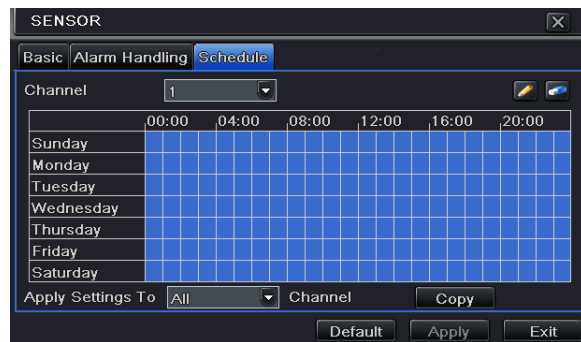 SENSOR
Basic Alarm Handling Schedule
Channel 1
00:00 04:00 08:00 12:00 16:00 20:00
Sunday
Monday
Tuesday
Wednesday
Thursday
Friday
Saturday
Apply Settings To All Channel Copy
Default Apply Exit